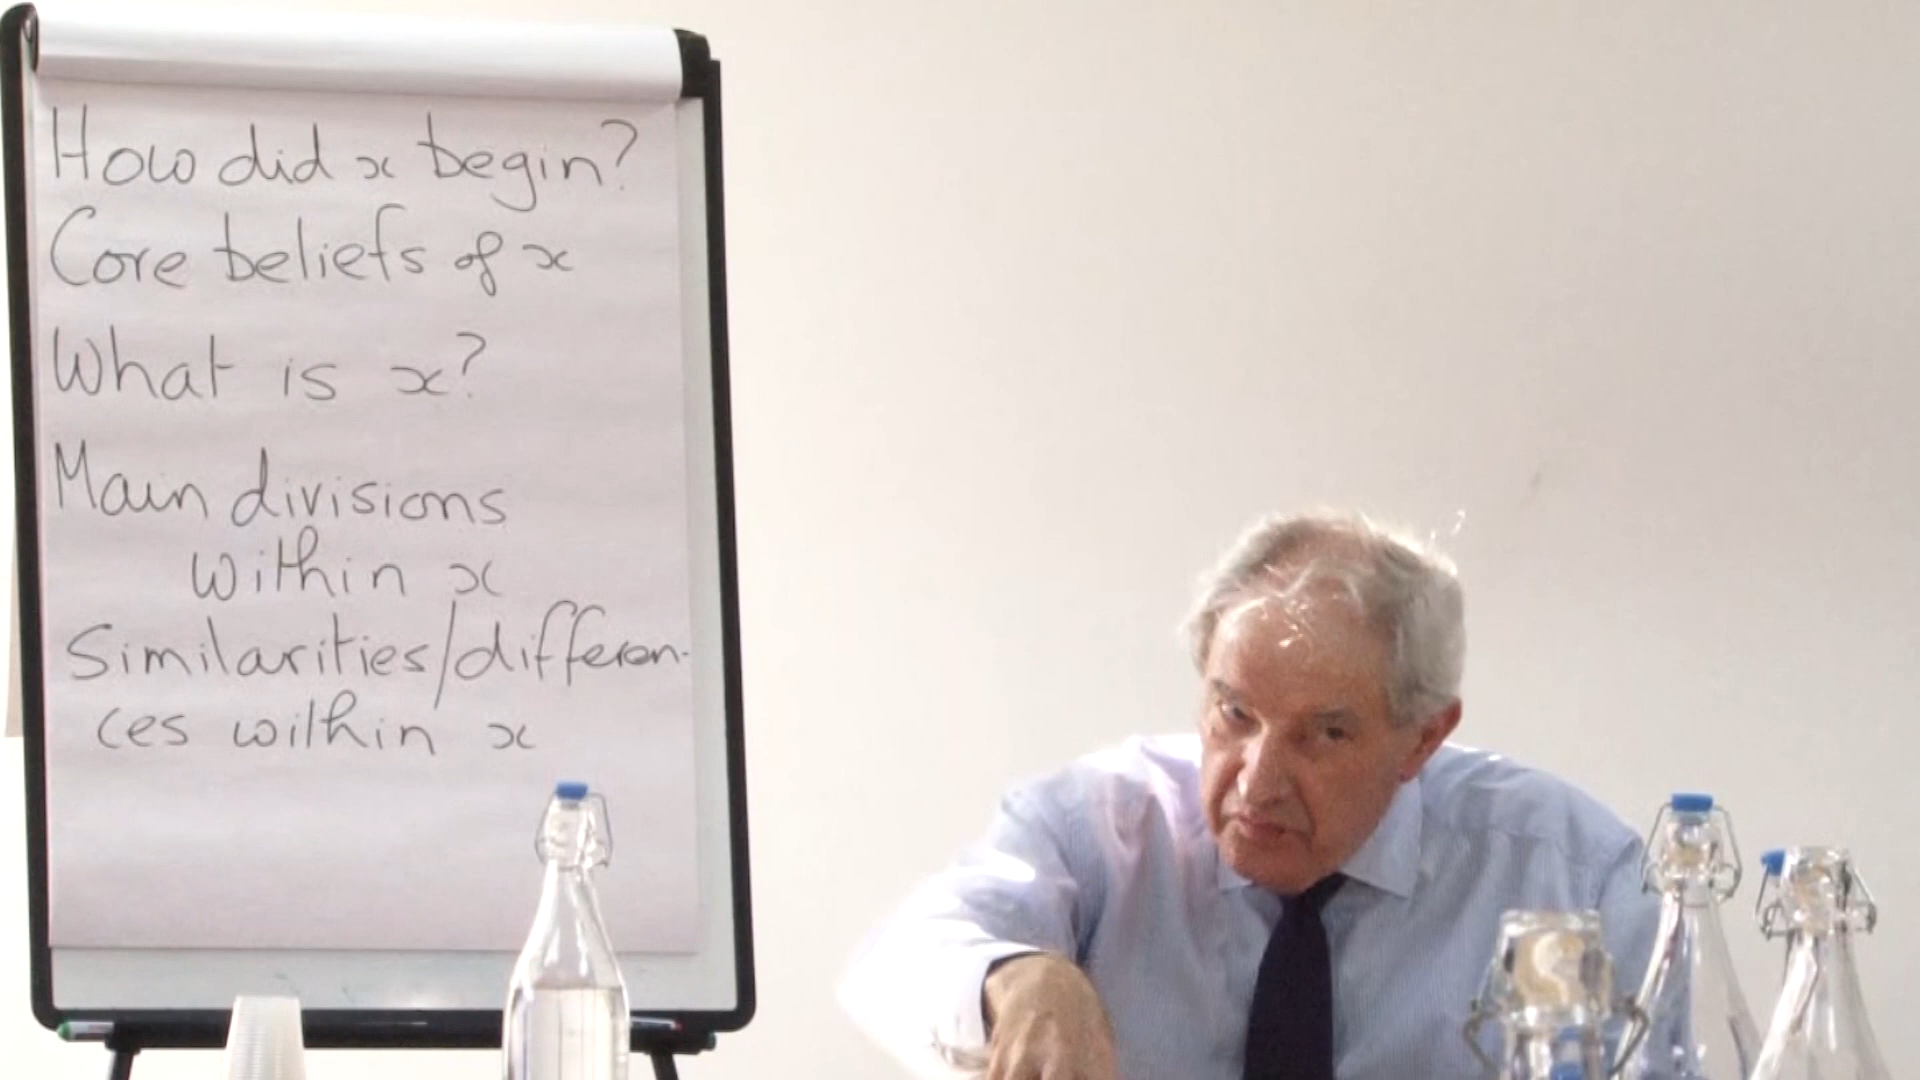 How did x begin?
Core beliefs of x
What is x?
Main divisions
within x
Similarities/differen-
ces within x